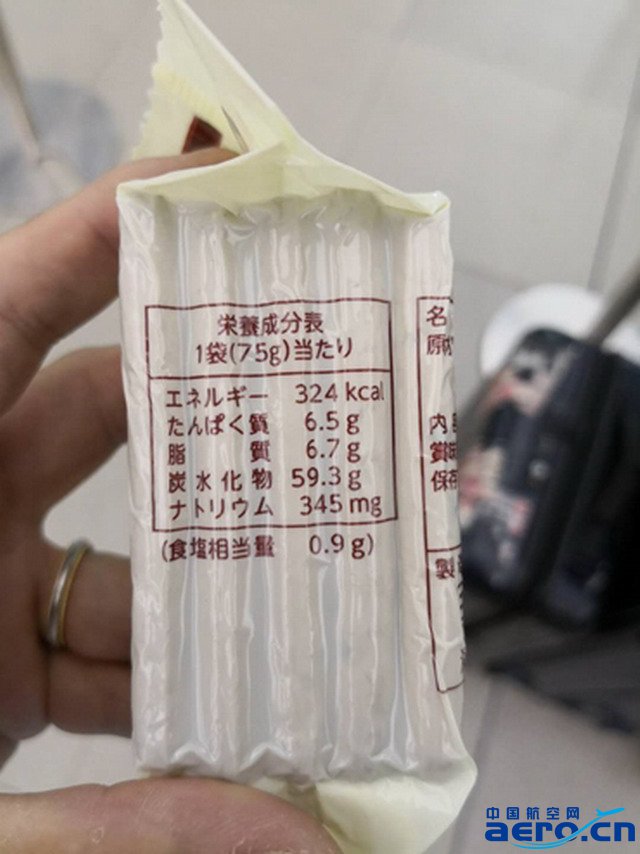 栄養成分表
1袋(75g)当たり
エネルギー 324 kcal
たんぱく質 6.5 g
脂質 6.7 g
炭水化物 59.3 g
ナトリウム 345 mg
(食塩相当量 0.9 g)
名
原材
内
賞味
保存
製
中国航空网
aero.cn